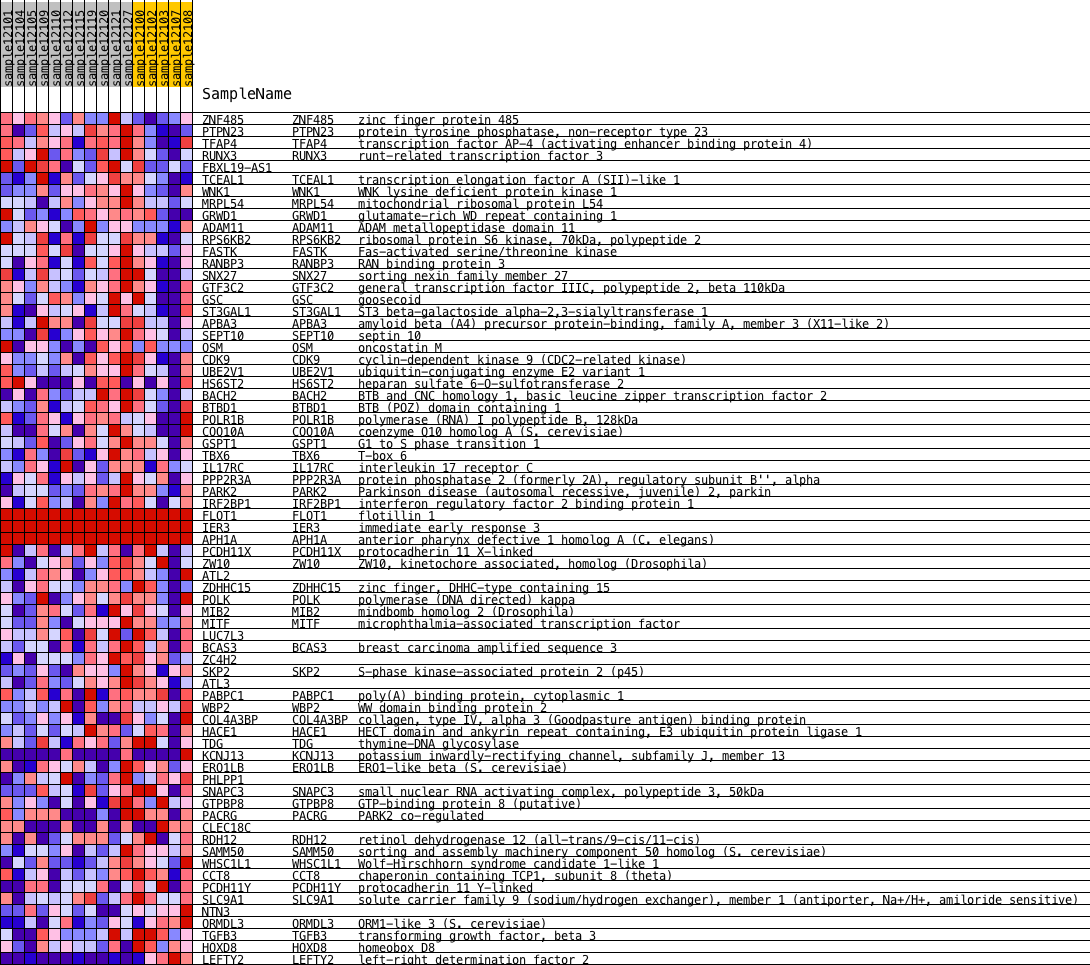 sample12101
sample12104
sample12105
sample12109
sample12110
sample12112
sample12115
sample12119
sample12120
sample12121
sample12127
sample12100
sample12102
sample12103
sample12107
sample12108
SampleName
ZNF485 ZNF485 zinc finger protein 485
PTPN23 PTPN23 protein tyrosine phosphatase, non-receptor type 23
TFAP4 TFAP4 transcription factor AP-4 (activating enhancer binding protein 4)
RUNX3 RUNX3 runt-related transcription factor 3
FBXL19-AS1
TCEAL1 TCEAL1 transcription elongation factor A (SII)-like 1
WNK1 WNK1 WNK lysine deficient protein kinase 1
MRPL54 MRPL54 mitochondrial ribosomal protein L54
GRWD1 GRWD1 glutamate-rich WD repeat containing 1
ADAM11 ADAM11 ADAM metallopeptidase domain 11
RPS6KB2 RPS6KB2 ribosomal protein S6 kinase, 70kDa, polypeptide 2
FASTK FASTK Fas-activated serine/threonine kinase
RANBP3 RANBP3 RAN binding protein 3
SNX27 SNX27 sorting nexin family member 27
GTF3C2 GTF3C2 general transcription factor IIIC, polypeptide 2, beta 110kDa
GSC GSC goosecoid
ST3GAL1 ST3GAL1 ST3 beta-galactoside alpha-2,3-sialyltransferase 1
APBA3 APBA3 amyloid beta (A4) precursor protein-binding, family A, member 3 (X11-like 2)
SEPT10 SEPT10 septin 10
OSM OSM oncostatin M
CDK9 CDK9 cyclin-dependent kinase 9 (CDC2-related kinase)
UBE2V1 UBE2V1 ubiquitin-conjugating enzyme E2 variant 1
HS6ST2 HS6ST2 heparan sulfate 6-O-sulfotransferase 2
BACH2 BACH2 BTB and CNC homology 1, basic leucine zipper transcription factor 2
BTBD1 BTBD1 BTB (POZ) domain containing 1
POLR1B POLR1B polymerase (RNA) I polypeptide B, 128kDa
COQ10A COQ10A coenzyme Q10 homolog A (S. cerevisiae)
GSPT1 GSPT1 G1 to S phase transition 1
TBX6 TBX6 T-box 6
IL17RC IL17RC interleukin 17 receptor C
PPP2R3A PPP2R3A protein phosphatase 2 (formerly 2A), regulatory subunit B'', alpha
PARK2 PARK2 Parkinson disease (autosomal recessive, juvenile) 2, parkin
IRF2BP1 IRF2BP1 interferon regulatory factor 2 binding protein 1
FLOT1 FLOT1 flotillin 1
IER3 IER3 immediate early response 3
APH1A APH1A anterior pharynx defective 1 homolog A (C. elegans)
PCDH11X PCDH11X protocadherin 11 X-linked
ZW10 ZW10 ZW10, kinetochore associated, homolog (Drosophila)
ATL2
ZDHHC15 ZDHHC15 zinc finger, DHHC-type containing 15
POLK POLK polymerase (DNA directed) kappa
MIB2 MIB2 mindbomb homolog 2 (Drosophila)
MITF MITF microphthalmia-associated transcription factor
LUC7L3
BCAS3 BCAS3 breast carcinoma amplified sequence 3
ZC4H2
SKP2 SKP2 S-phase kinase-associated protein 2 (p45)
ATL3
PABPC1 PABPC1 poly(A) binding protein, cytoplasmic 1
WBP2 WBP2 WW domain binding protein 2
COL4A3BP COL4A3BP collagen, type IV, alpha 3 (Goodpasture antigen) binding protein
HACE1 HACE1 HECT domain and ankyrin repeat containing, E3 ubiquitin protein ligase 1
TDG TDG thymine-DNA glycosylase
KCNJ13 KCNJ13 potassium inwardly-rectifying channel, subfamily J, member 13
ERO1LB ERO1LB ERO1-like beta (S. cerevisiae)
PHLPP1
SNAPC3 SNAPC3 small nuclear RNA activating complex, polypeptide 3, 50kDa
GTPBP8 GTPBP8 GTP-binding protein 8 (putative)
PACRG PACRG PARK2 co-regulated
CLEC18C
RDH12 RDH12 retinol dehydrogenase 12 (all-trans/9-cis/11-cis)
SAMM50 SAMM50 sorting and assembly machinery component 50 homolog (S. cerevisiae)
WHSC1L1 WHSC1L1 Wolf-Hirschhorn syndrome candidate 1-like 1
CCT8 CCT8 chaperonin containing TCP1, subunit 8 (theta)
PCDH11Y PCDH11Y protocadherin 11 Y-linked
SLC9A1 SLC9A1 solute carrier family 9 (sodium/hydrogen exchanger), member 1 (antiporter, Na+/H+, amiloride sensitive)
NTN3
ORMDL3 ORMDL3 ORM1-like 3 (S. cerevisiae)
TGFB3 TGFB3 transforming growth factor, beta 3
HOXD8 HOXD8 homeobox D8
LEFTY2 LEFTY2 left-right determination factor 2